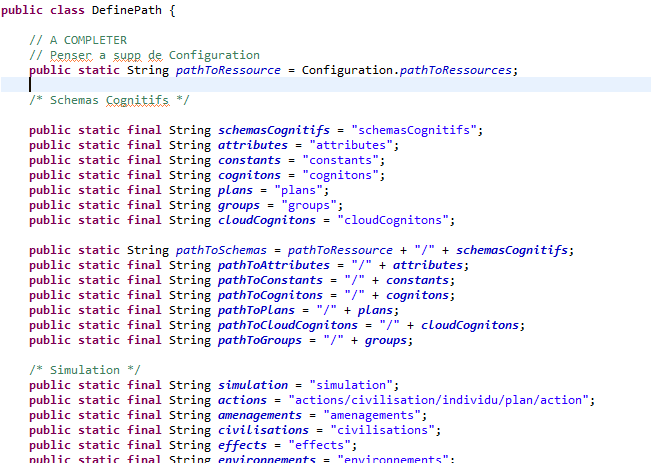 public class DefinePath {
// A COMPLETER
// Penser a supp de Configuration
public static String pathToRessource = Configuration.pathToRessources;
/* Schemas Cognitifs */
public static final String schemasCognitifs = "schemasCognitifs";
public static final String attributes = "attributes";
public static final String constants = "constants";
public static final String cognitons = "cognitons";
public static final String plans = "plans";
public static final String groups = "groups";
public static final String cloudCognitons = "cloudCognitons";
public static String pathToSchemas = pathToRessource + "/" + schemasCognitifs;
public static final String pathToAttributes = "/" + attributes;
public static final String pathToConstants = "/" + constants;
public static final String pathToCognitons = "/" + cognitons;
public static final String pathToPlans = "/" + plans;
public static final String pathToCloudCognitons = "/" + cloudCognitons;
public static final String pathToGroups = "/" + groups;
/* Simulation */
public static final String simulation = "simulation";
public static final String actions = "actions/civilisation/individu/plan/action";
public static final String amenagements = "amenagements";
public static final String civilisations = "civilisations";
public static final String effects = "effects";
public static final String environnements = "environnements";